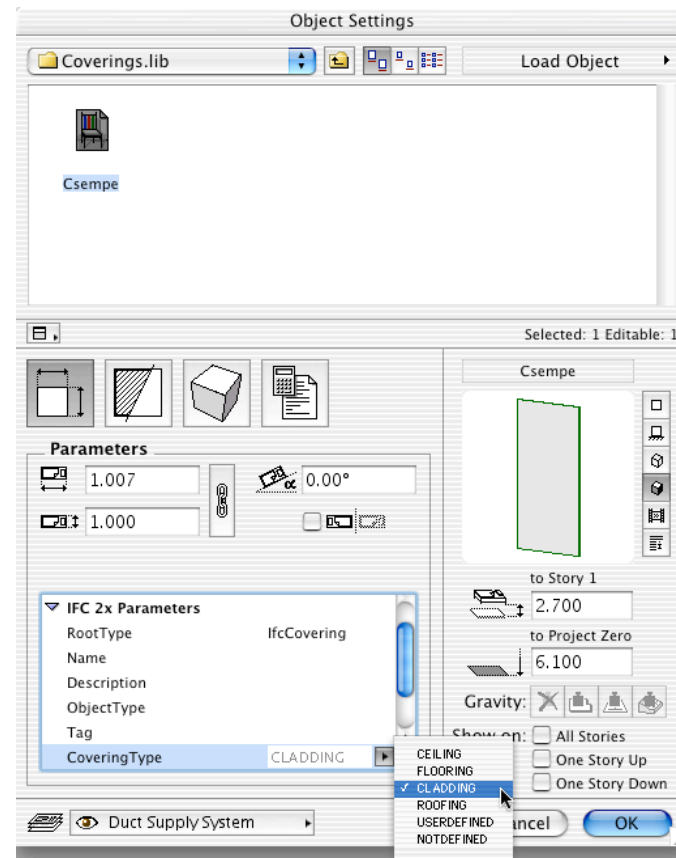 Object Settings
Coverings.lib
Load Object
Csempe
Selected: 1 Editable: 1
Csempe
Parameters
1.007
α 0.00°
1.000
to Story 1
2.700
to Project Zero
6.100
IFC 2x Parameters
RootType IfcCovering
Name
Description
ObjectType
Tag
CoveringType CLADDING
Gravity:
Show on: All Stories
One Story Up
One Story Down
CEILING
FLOORING
✓ CLADDING
ROOFING
USERDEFINED
NOTDEFINED
Duct Supply System
ancel
OK